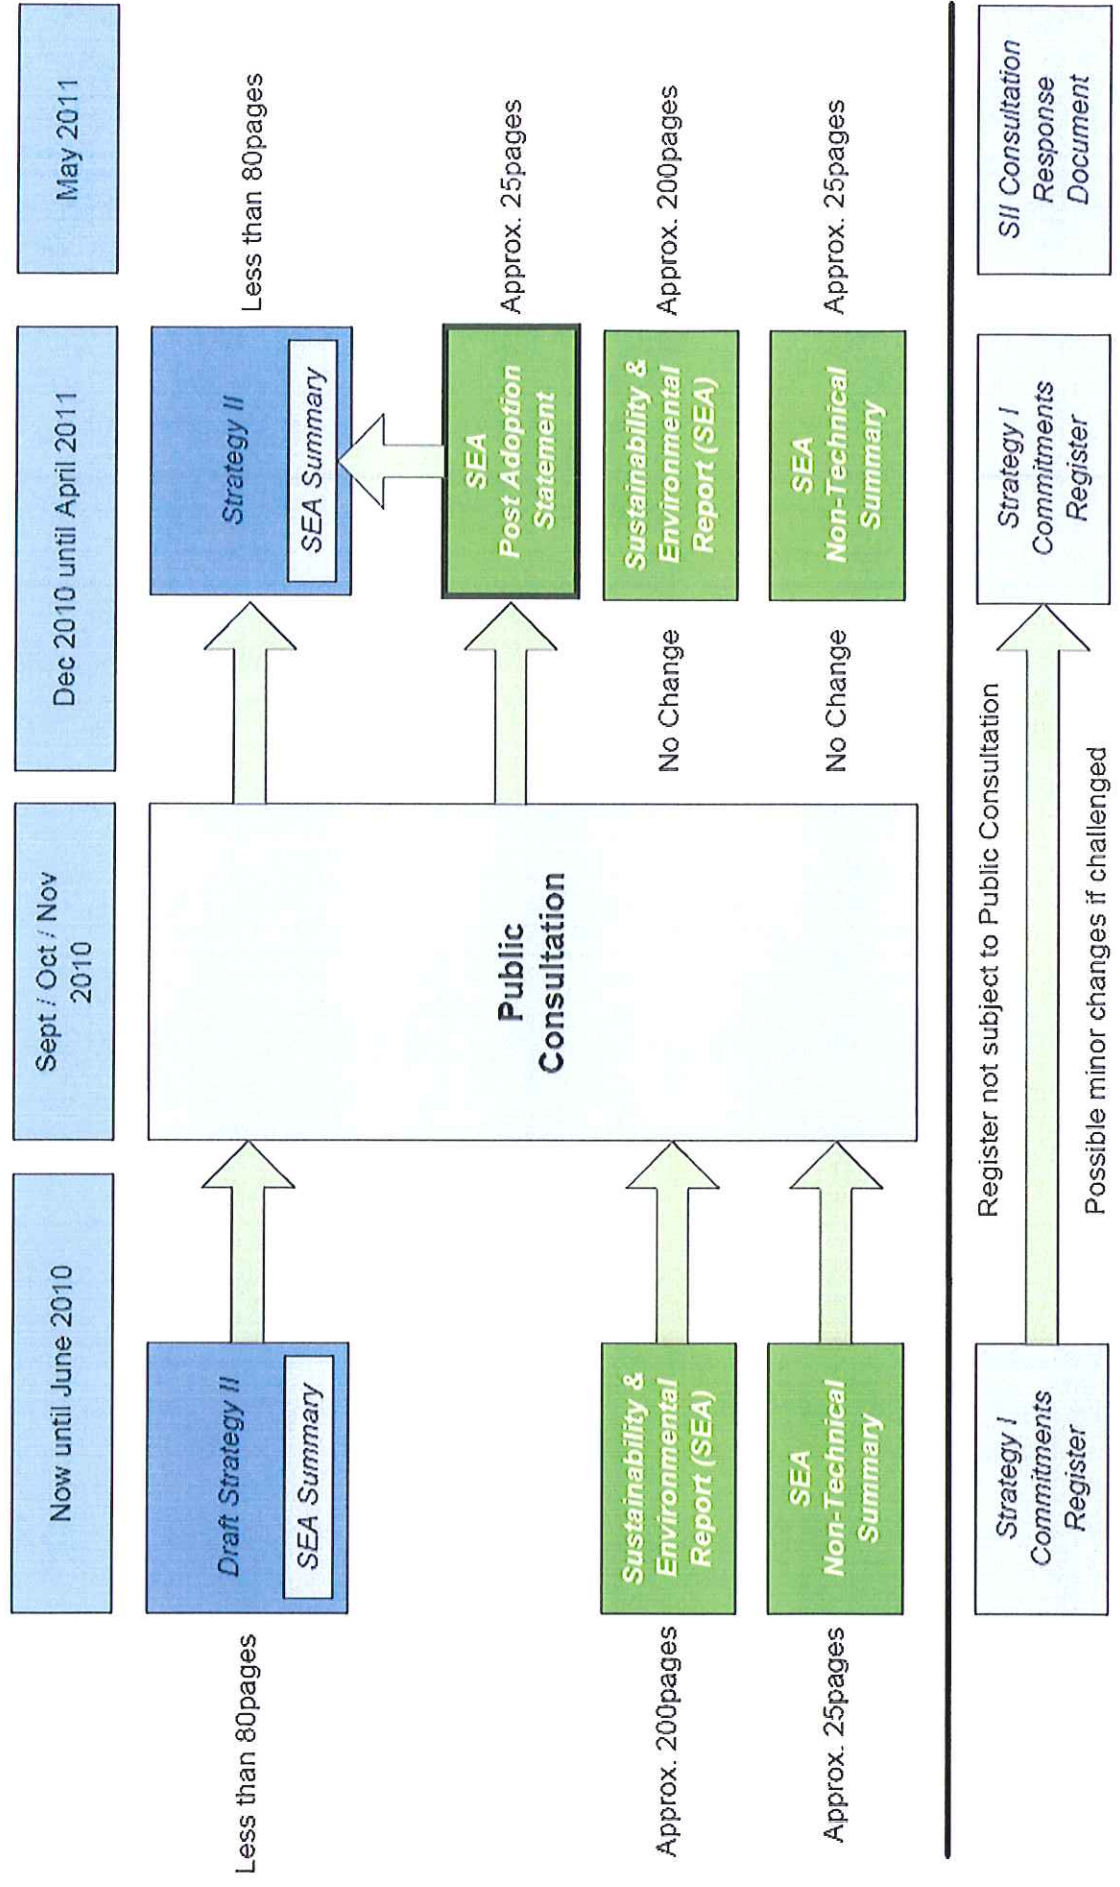 Now until June 2010
Sept / Oct / Nov
2010
Dec 2010 until April 2011
May 2011
Less than 80pages
Draft Strategy II
SEA Summary
Strategy II
SEA Summary
Less than 80pages
Public
Consultation
SEA
Post Adoption
Statement
Approx. 25pages
Approx. 200pages
Sustainability &
Environmental
Report (SEA)
No Change
Sustainability &
Environmental
Report (SEA)
Approx. 200pages
Approx. 25pages
SEA
Non-Technical
Summary
No Change
SEA
Non-Technical
Summary
Approx. 25pages
Strategy I
Commitments
Register
Register not subject to Public Consultation
Possible minor changes if challenged
Strategy I
Commitments
Register
SII Consultation
Response
Document